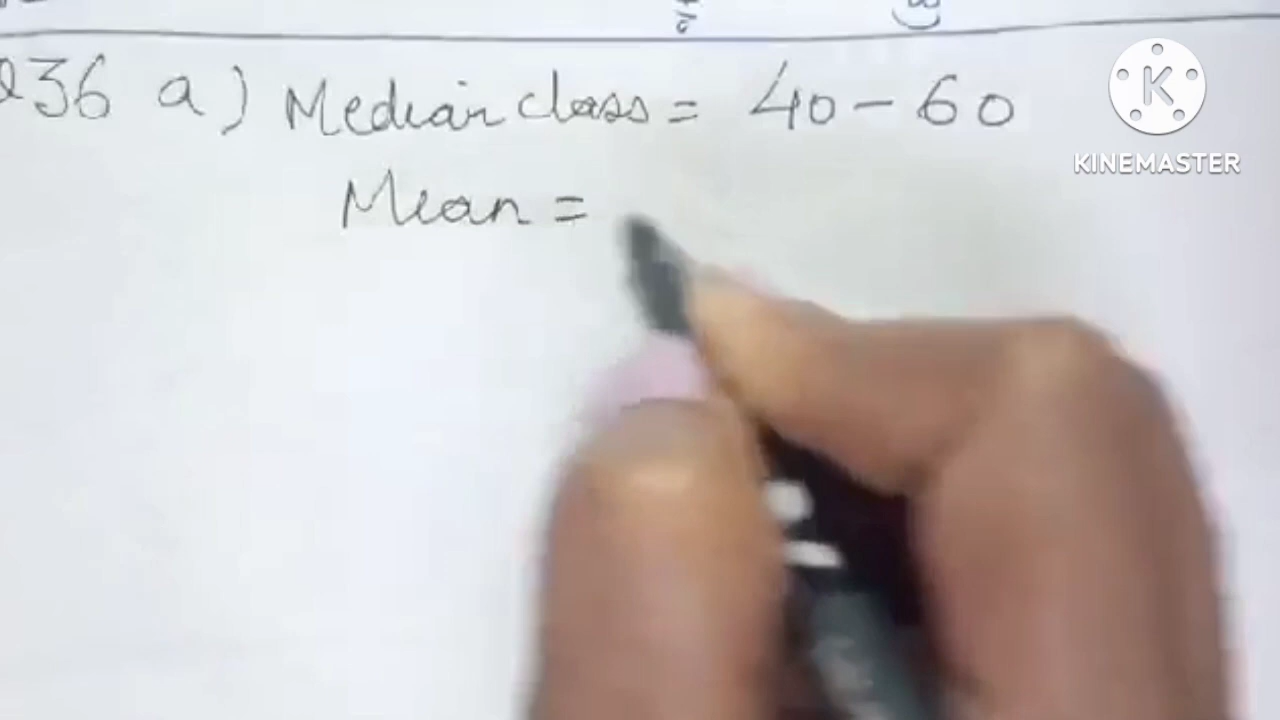 Q36 a) Median class = 40-60
Mean =
K
KINEMASTER